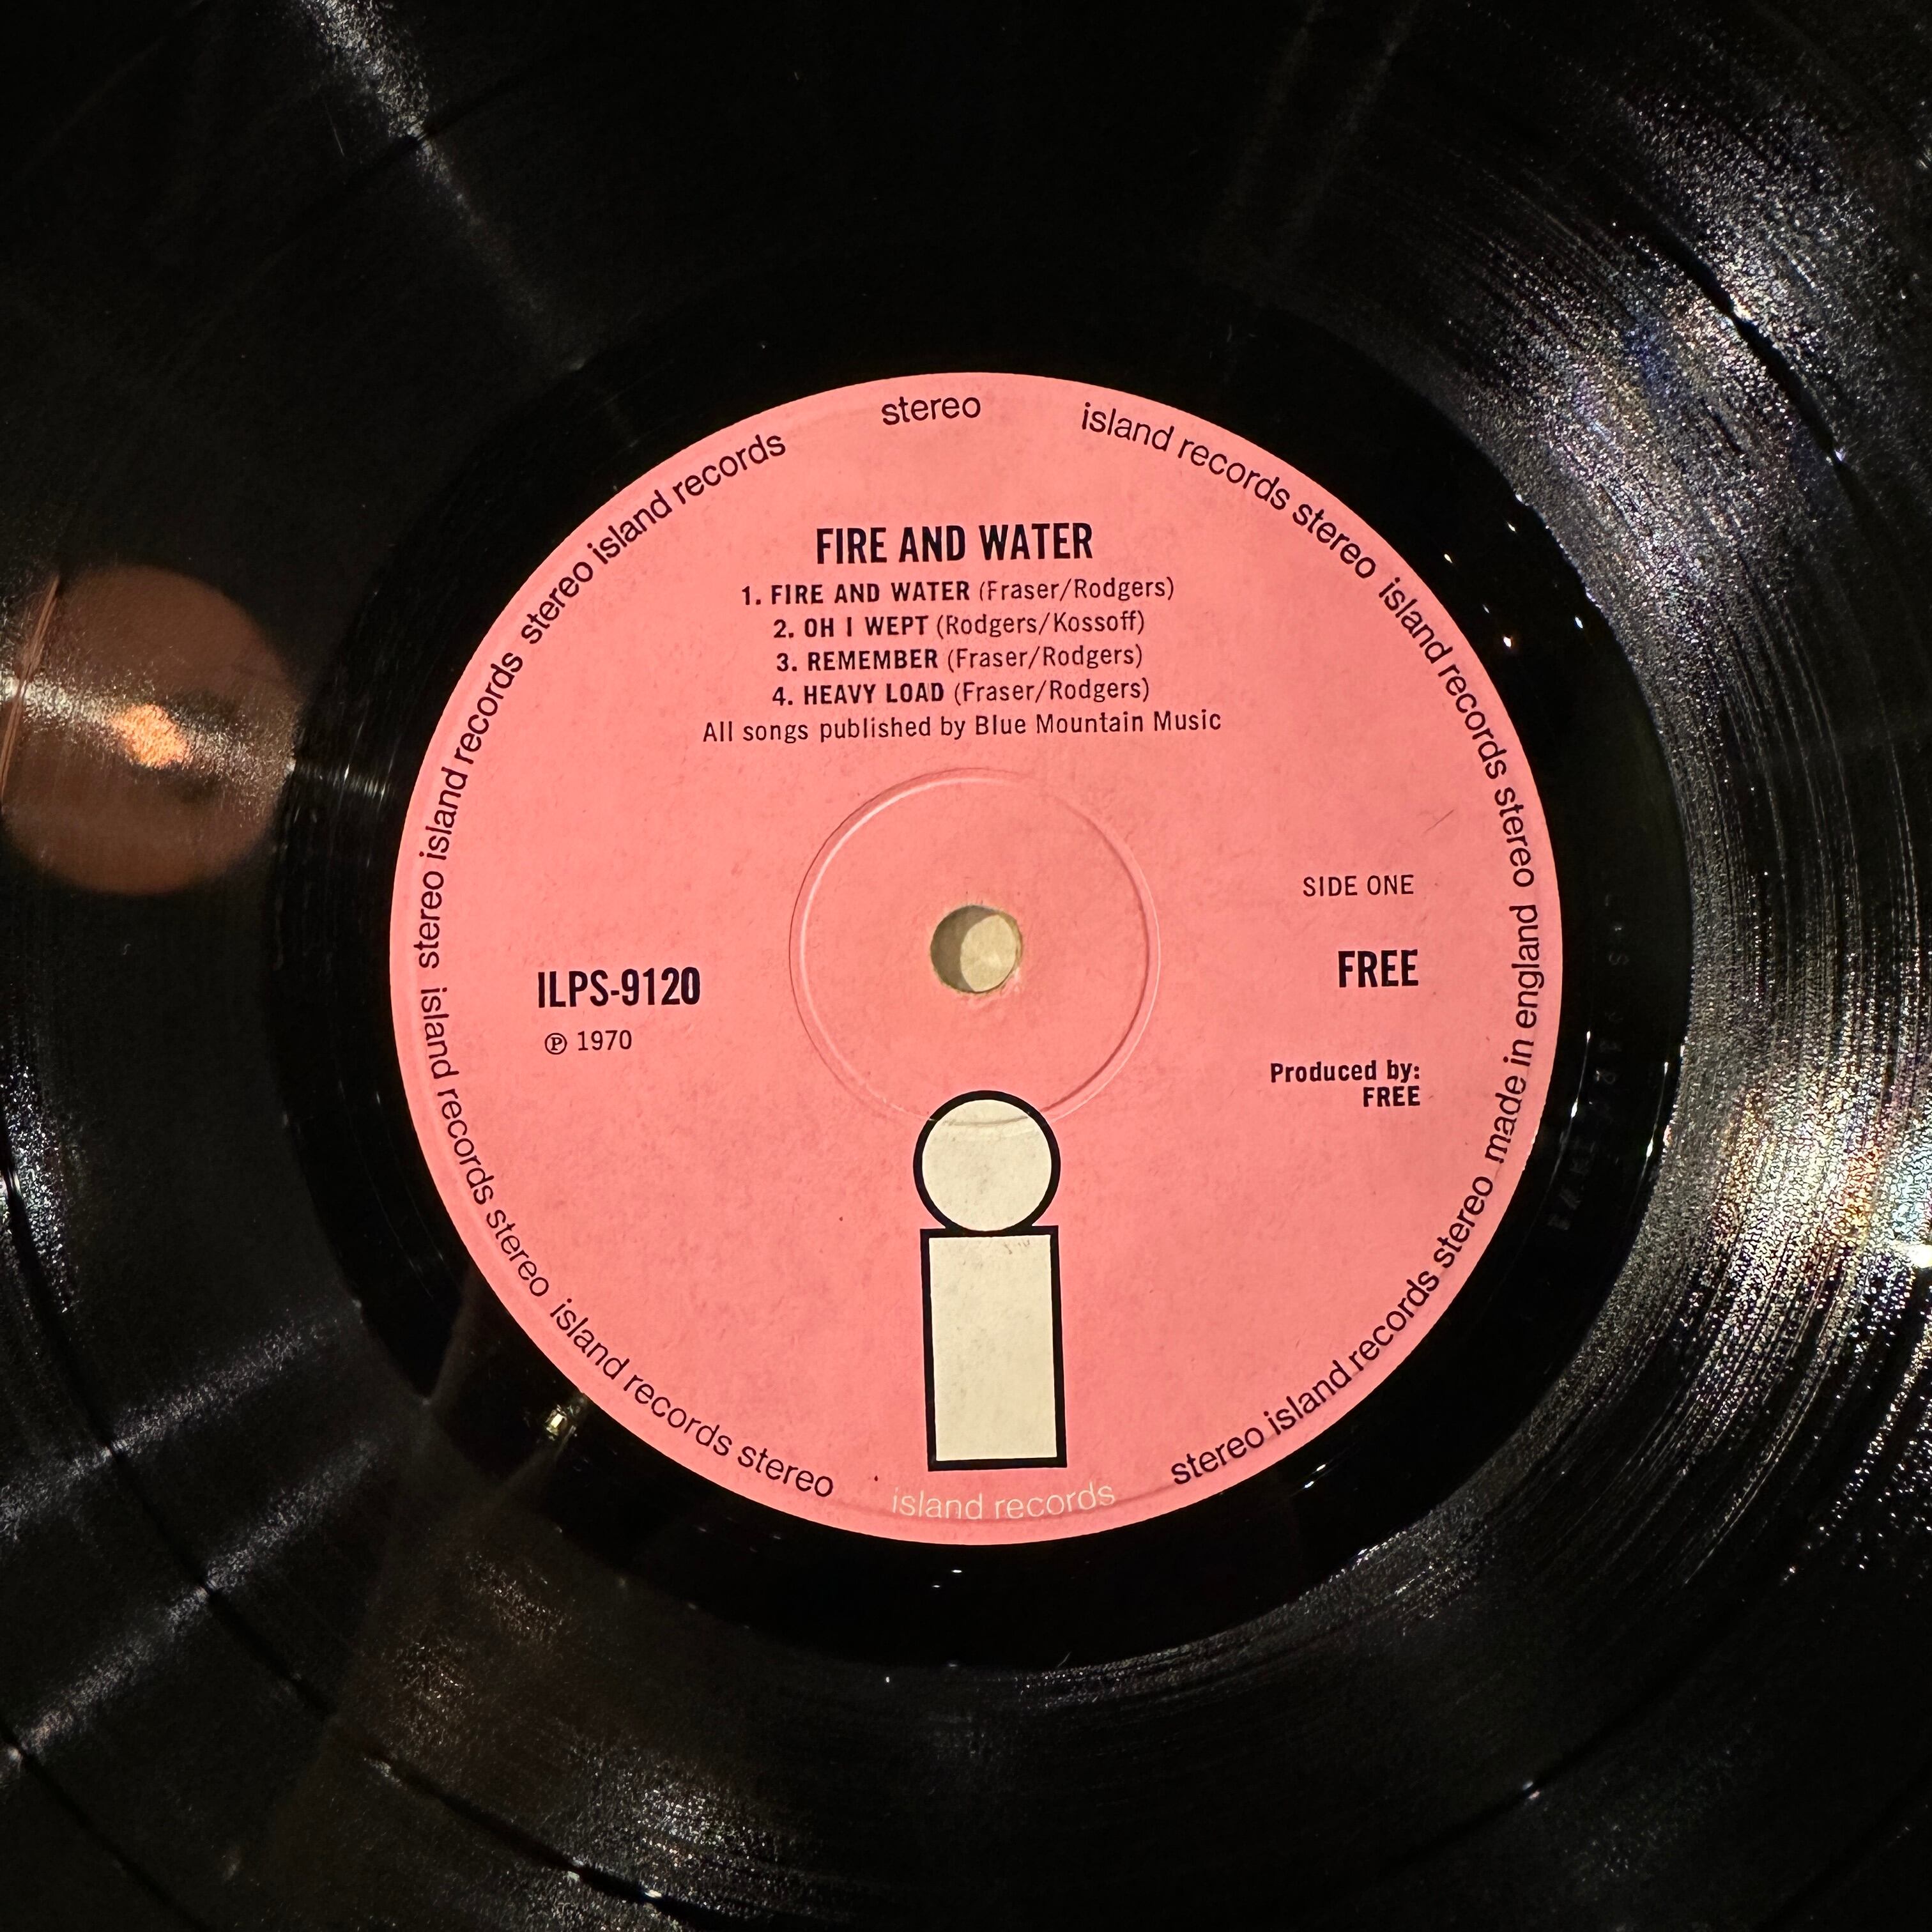 stereo
island records stereo island records stereo made in england
stereo island records stereo island records stereo island records
FIRE AND WATER
1. FIRE AND WATER (Fraser/Rodgers)
2. OH I WEPT (Rodgers/Kossoff)
3. REMEMBER (Fraser/Rodgers)
4. HEAVY LOAD (Fraser/Rodgers)
All songs published by Blue Mountain Music
SIDE ONE
ILPS-9120
FREE
℗ 1970
Produced by:
FREE
island records stereo island records stereo
stereo island records stereo
island records